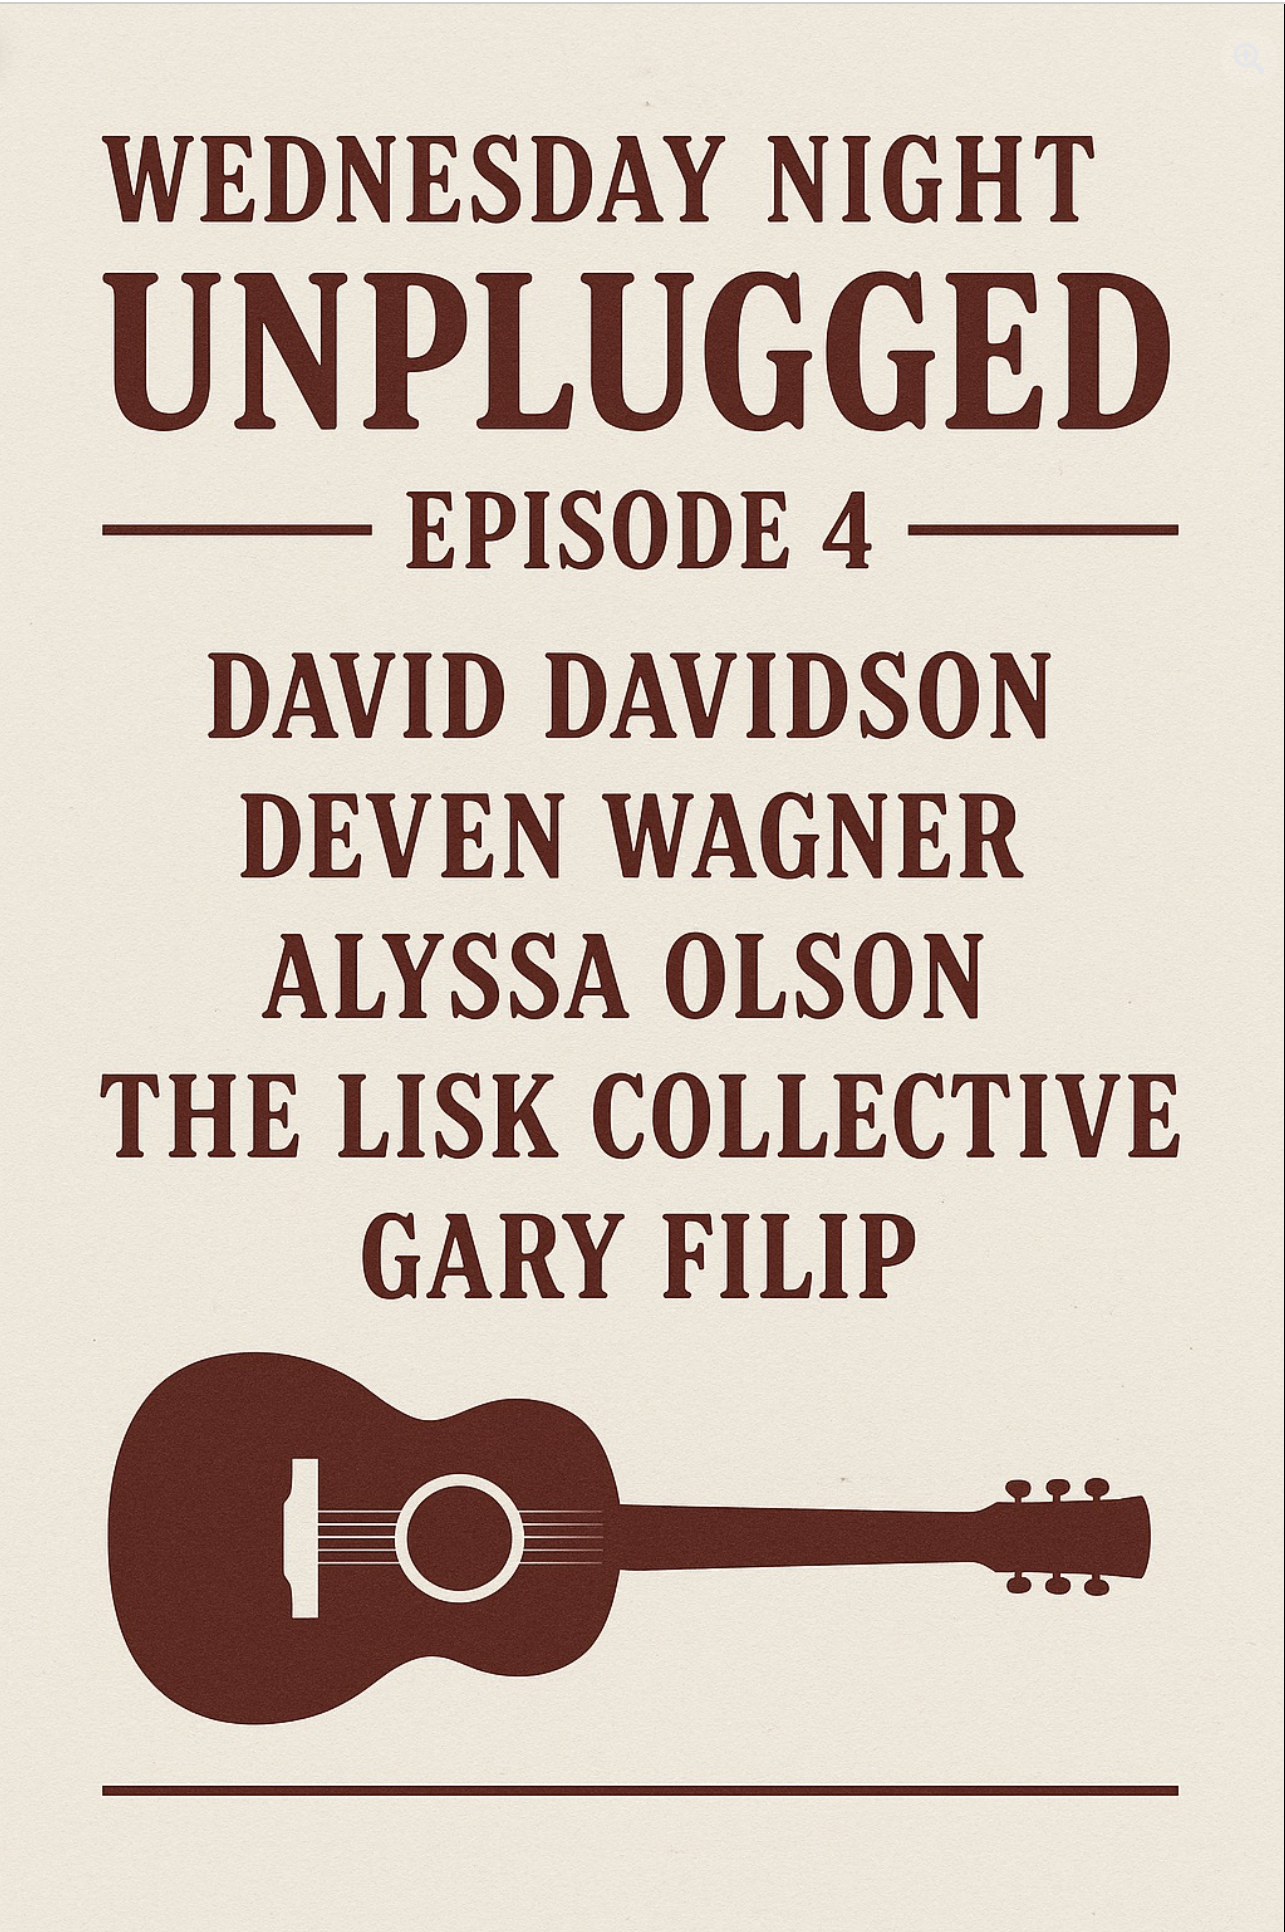 WEDNESDAY NIGHT
UNPLUGGED
EPISODE 4
DAVID DAVIDSON
DEVEN WAGNER
ALYSSA OLSON
THE LISK COLLECTIVE
GARY FILIP